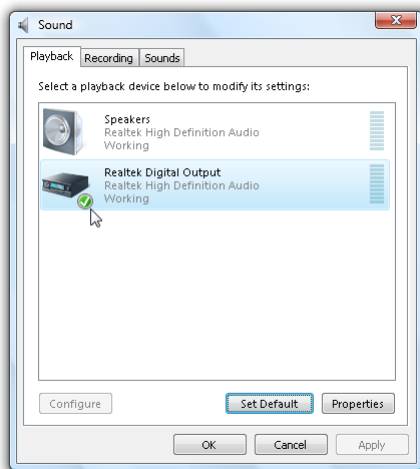 Sound
Playback Recording Sounds
Select a playback device below to modify its settings:
Speakers
Realtek High Definition Audio
Working
Realtek Digital Output
Realtek High Definition Audio
Working
Configure Set Default Properties
OK Cancel Apply